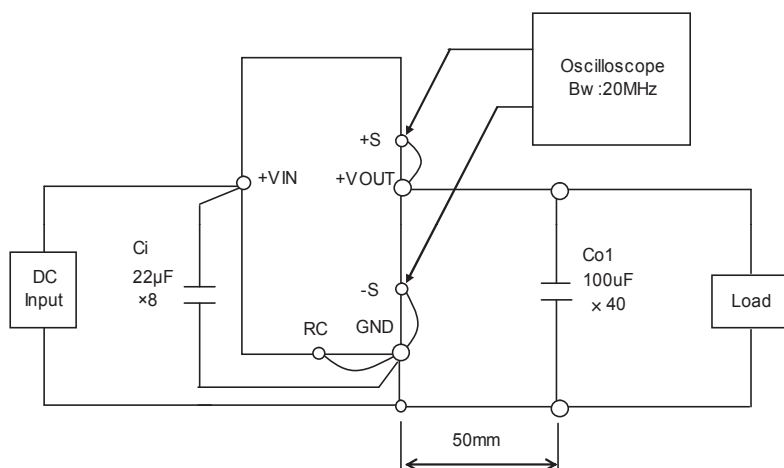 Oscilloscope
Bw :20MHz
+S
+VIN
+VOUT
Ci
22µF
×8
DC
Input
-S
Co1
100uF
× 40
Load
RC
GND
50mm